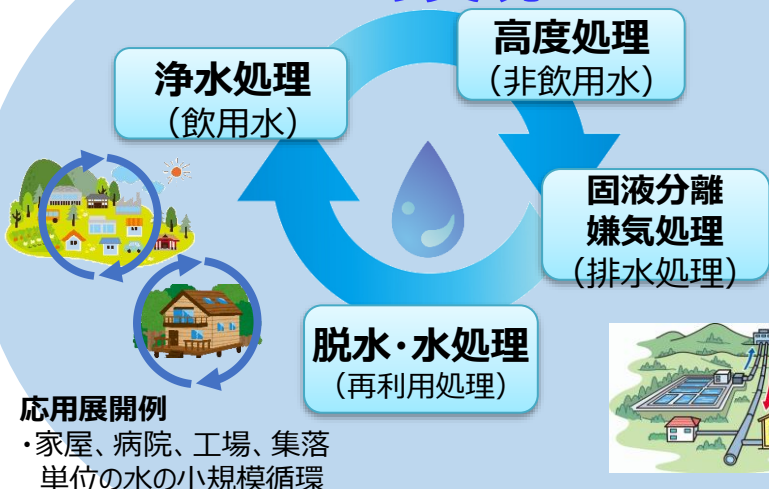 浄水処理
（飲用水）
高度処理
（非飲用水）
固液分離
嫌気処理
（排水処理）
脱水･水処理
（再利用処理）
応用展開例
･家屋、病院、工場、集落
単位の水の小規模循環